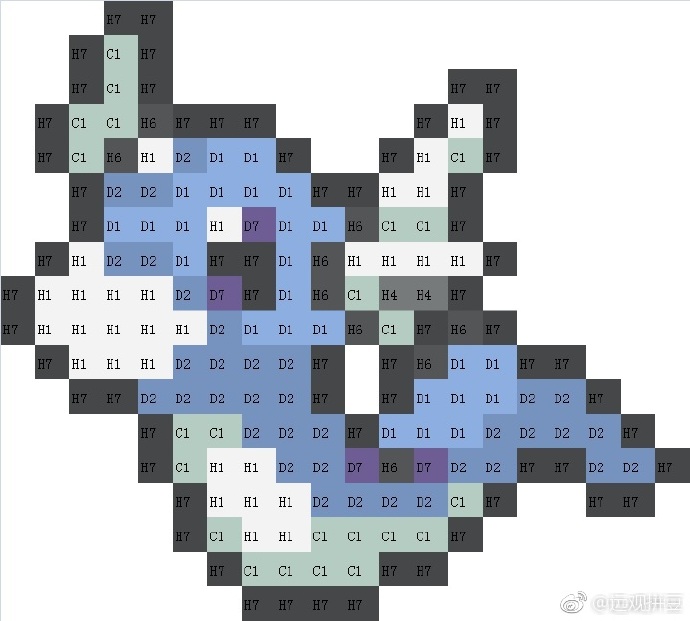 H7 H7
H7 C1 H7
H7 C1 H7 H7 H7
H7 C1 C1 H6 H7 H7 H7 H7 H1 H7
H7 C1 H6 H1 D2 D1 D1 H7 H7 H1 C1 H7
H7 D2 D2 D1 D1 D1 D1 H7 H7 H1 H1 H7
H7 D1 D1 D1 H1 D7 D1 D1 H6 C1 C1 H7
H7 H1 D2 D2 D1 H7 H7 D1 H6 H1 H1 H1 H1 H7
H7 H1 H1 H1 H1 D2 D7 H7 D1 H6 C1 H4 H4 H7
H7 H1 H1 H1 H1 H1 D2 D1 D1 D1 H6 C1 H7 H6 H7
H7 H1 H1 H1 D2 D2 D2 D2 H7 H7 H6 D1 D1 H7 H7
H7 H7 D2 D2 D2 D2 D2 H7 H7 D1 D1 D1 D2 D2 H7
H7 C1 C1 D2 D2 D2 H7 D1 D1 D1 D2 D2 D2 D2 H7
H7 C1 H1 H1 D2 D2 D7 H6 D7 D2 D2 H7 H7 D2 D2 H7
H7 H1 H1 H1 D2 D2 D2 D2 C1 H7 H7 H7
H7 C1 H1 H1 C1 C1 C1 C1 H7
H7 C1 C1 C1 C1 H7 H7
H7 H7 H7 H7
@远观拼豆